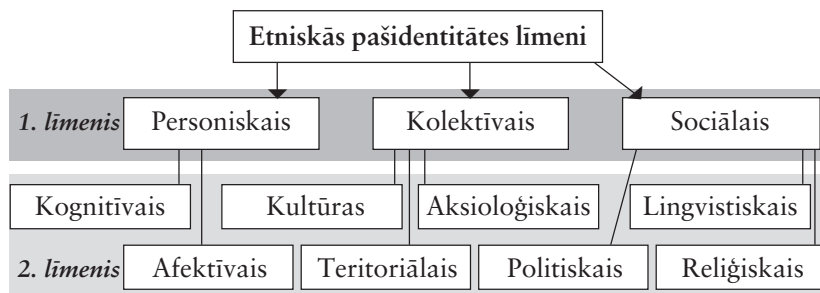 Etniskās pašidentitātes līmeni
1. līmenis Personiskais Kolektīvais Sociālais
Kognitīvais Kultūras Aksioloģiskais Lingvistiskais
2. līmenis Afektīvais Teritoriālais Politiskais Reliģiskais